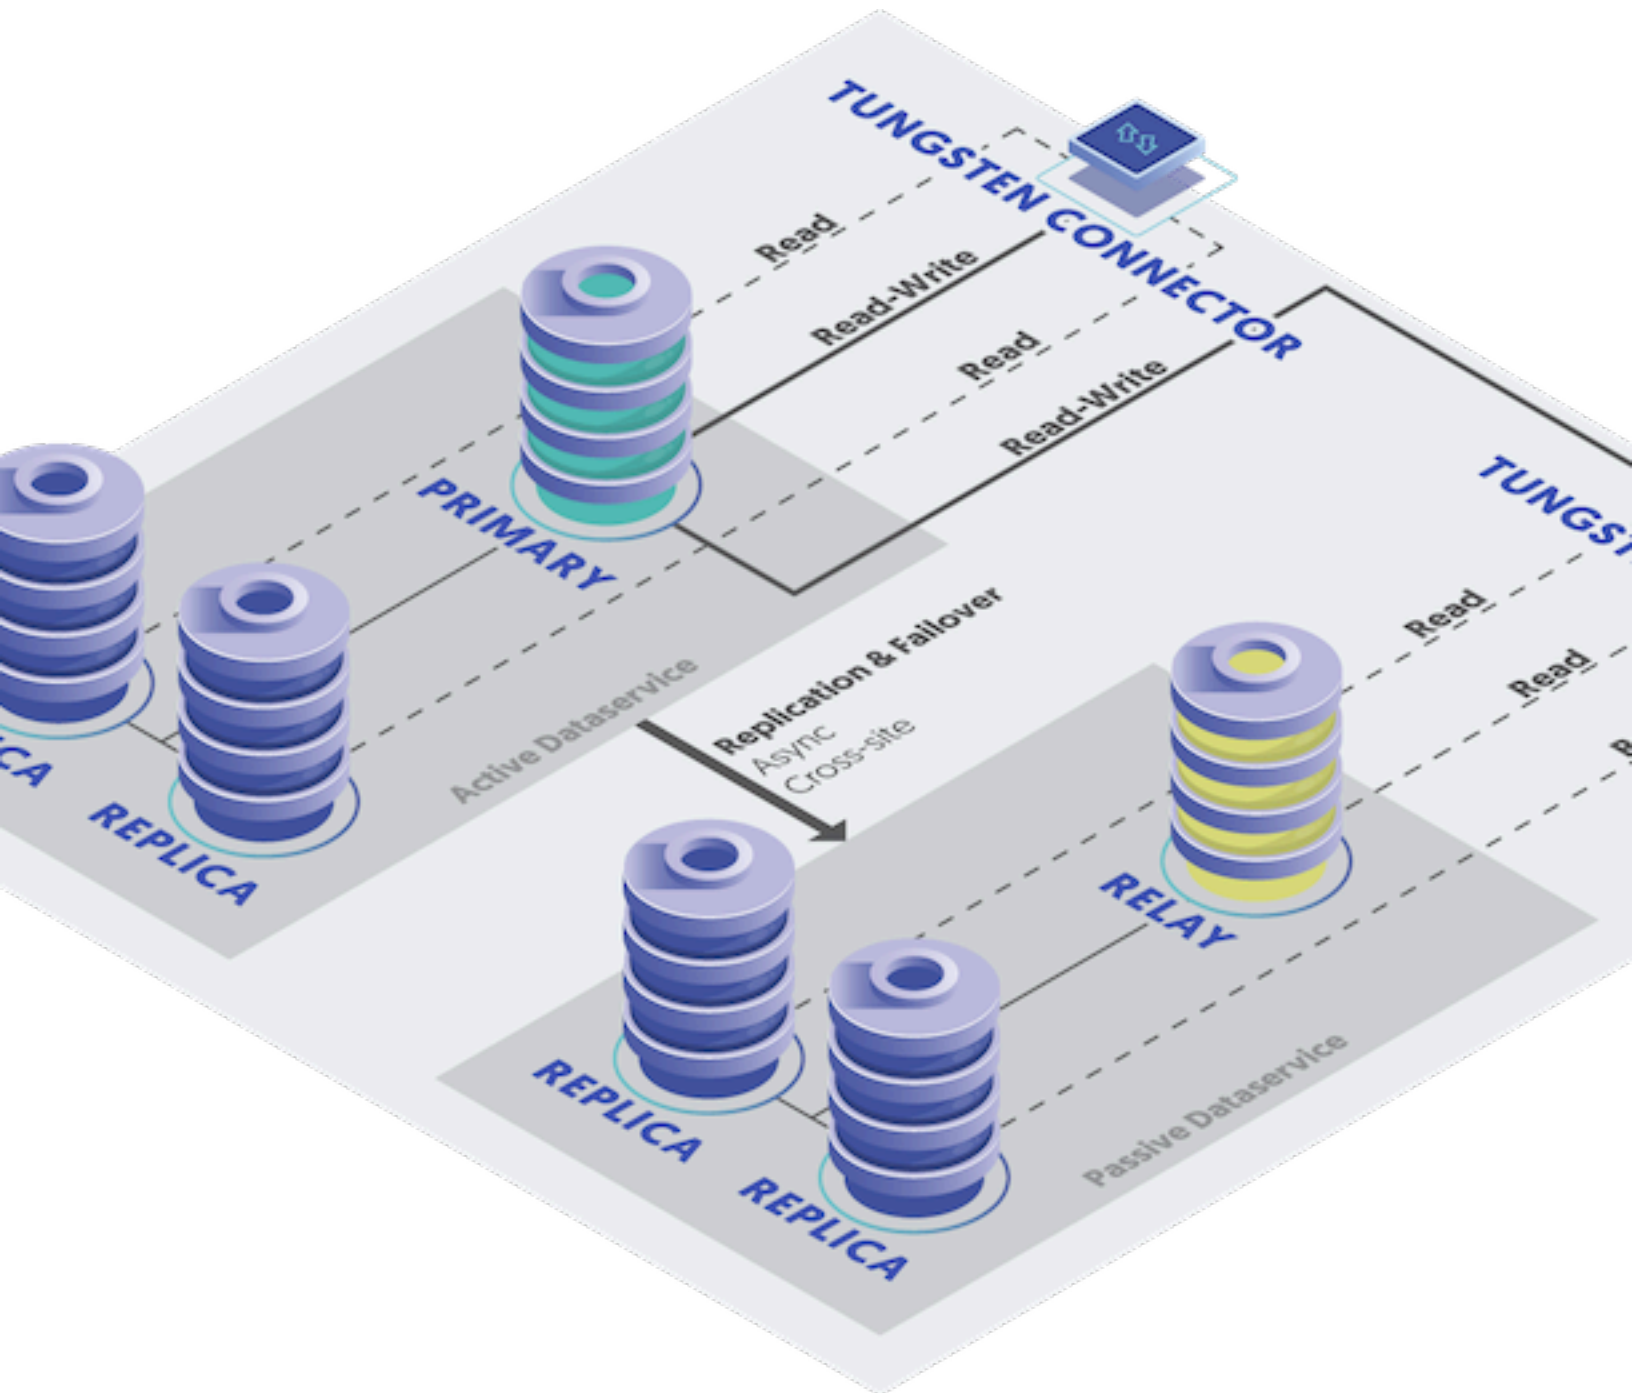 TUNGSTEN CONNECTOR
Read
Read-Write
Read
Read-Write
PRIMARY
REPLICA
Active Dataservice
Replication & Failover
Async
Cross-site
Read
Read
RELAY
REPLICA
REPLICA
Passive Dataservice